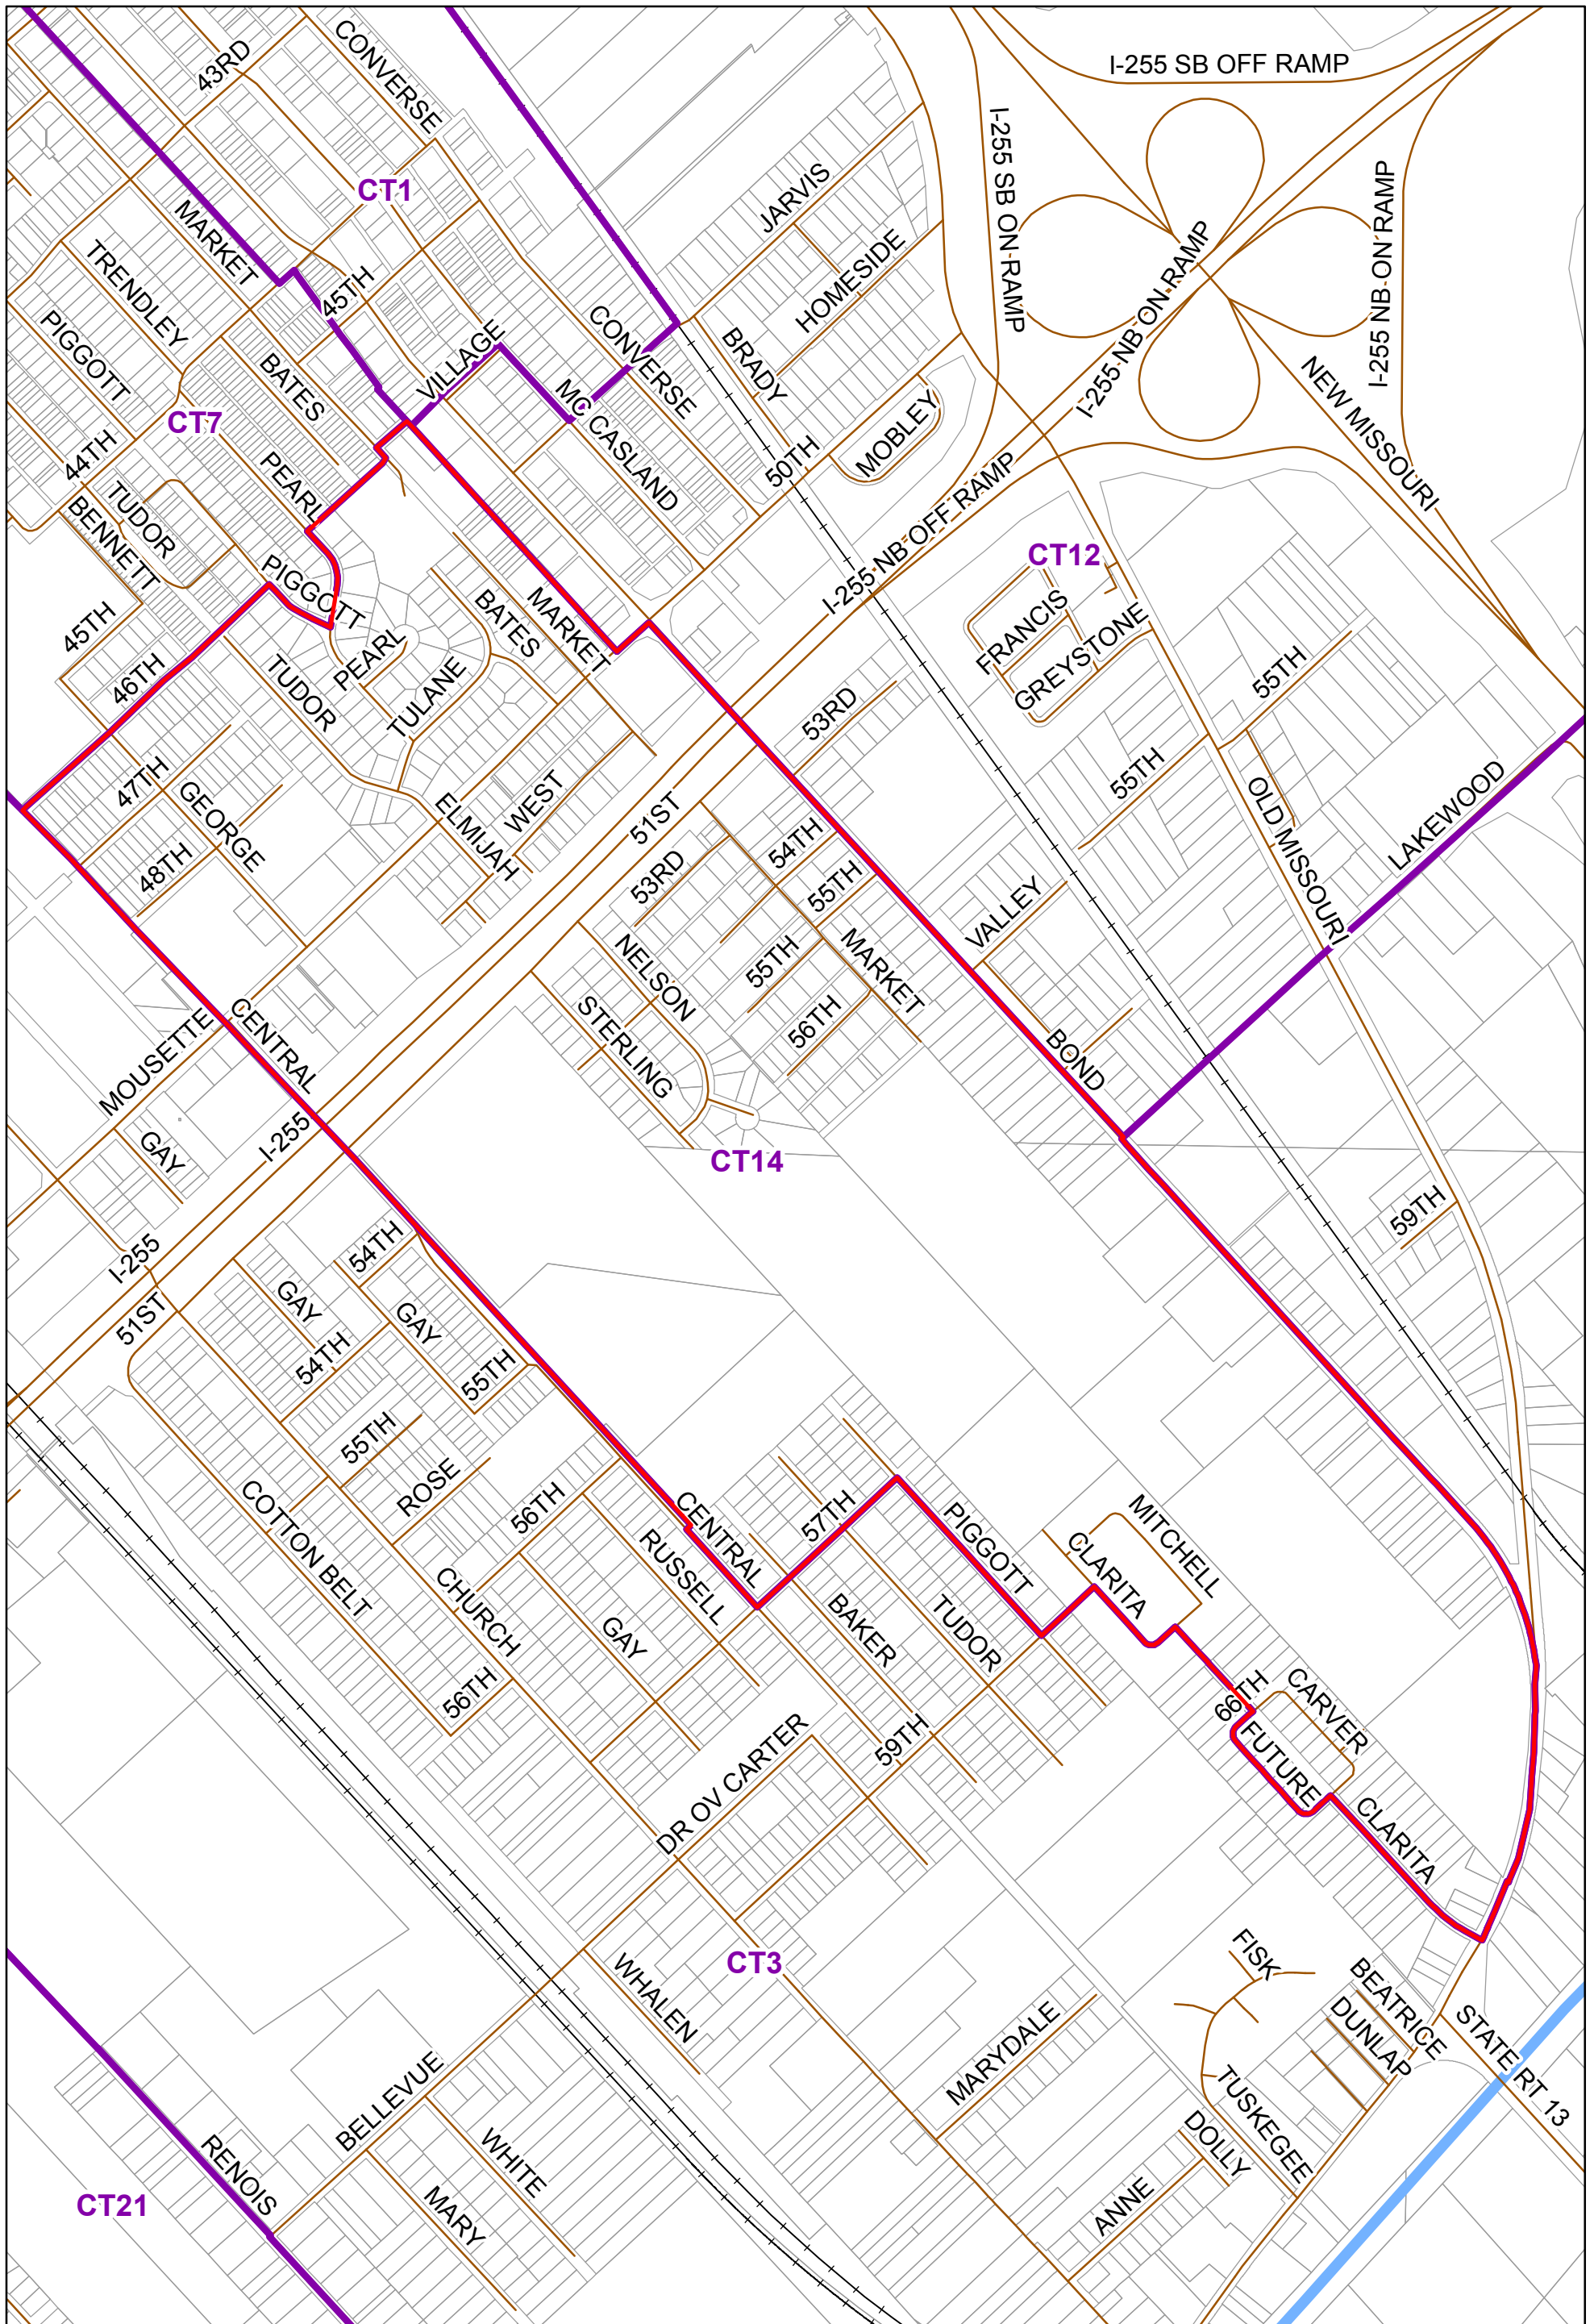 I-255 SB OFF RAMP
CONVERSE
43RD
I-255 SB ON RAMP
CT1
JARVIS
I-255 NB ON RAMP
MARKET
TRENDLEY
HOMESIDE
I-255 NB ON RAMP
45TH
PIGGOTT
VILLAGE
CONVERSE
BRADY
BATES
NEW MISSOURI
MC CASLAND
MOBLEY
CT7
44TH
50TH
PEARL
TUDOR
BENNETT
I-255 NB OFF RAMP
CT12
PIGGOTT
BATES
MARKET
45TH
FRANCIS
GREYSTONE
PEARL
46TH
TUDOR
TULANE
55TH
53RD
47TH
GEORGE
WEST
55TH
51ST
ELMIJAH
LAKEWOOD
OLD MISSOURI
48TH
53RD
54TH
55TH
VALLEY
NELSON
55TH
MARKET
56TH
STERLING
CENTRAL
MOUSETTE
BOND
I-255
GAY
CT14
59TH
54TH
I-255
GAY
GAY
51ST
54TH
55TH
55TH
ROSE
COTTON BELT
56TH
CENTRAL
57TH
PIGGOTT
MITCHELL
CLARITA
RUSSELL
CHURCH
BAKER
TUDOR
GAY
56TH
66TH
CARVER
FUTURE
59TH
DR OV CARTER
CLARITA
CT3
FISK
WHALEN
BEATRICE
DUNLAP
STATE RT 13
MARYDALE
TUSKEGEE
BELLEVUE
DOLLY
RENOIS
WHITE
CT21
MARY
ANNE